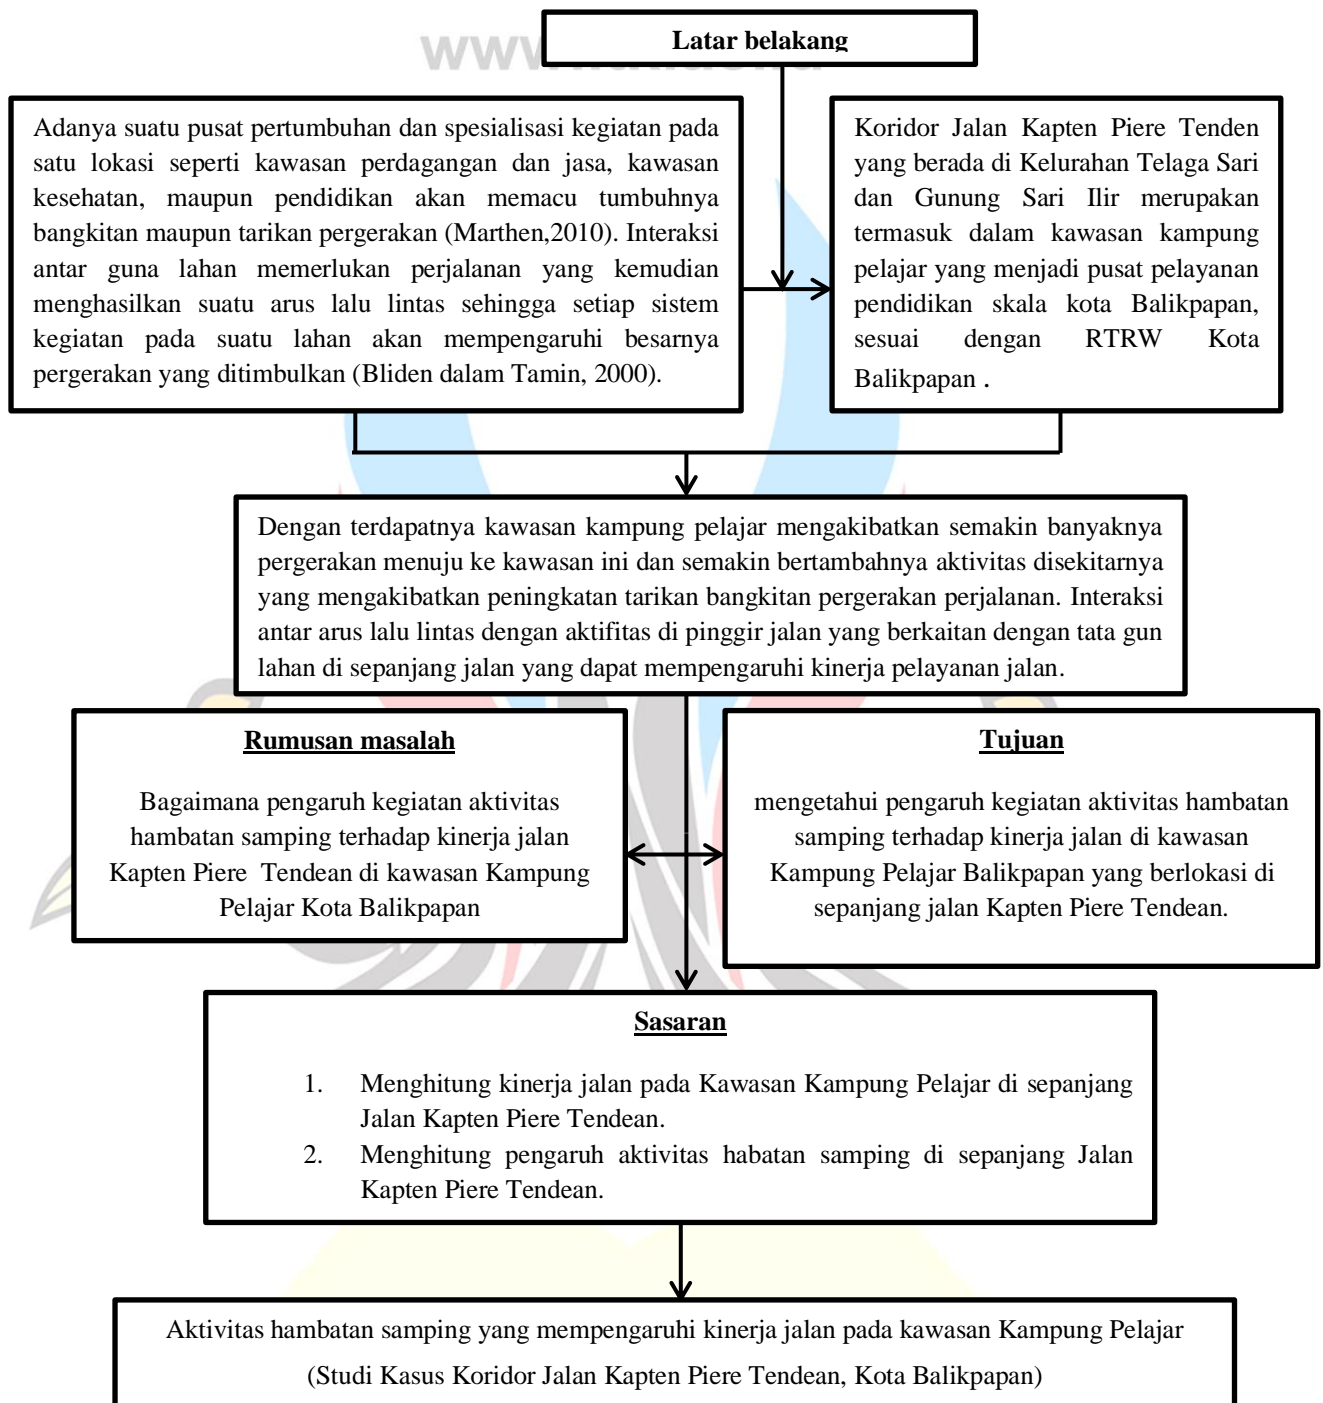 Latar belakang
Adanya suatu pusat pertumbuhan dan spesialisasi kegiatan pada
satu lokasi seperti kawasan perdagangan dan jasa, kawasan
kesehatan, maupun pendidikan akan memacu tumbuhnya
bangkitan maupun tarikan pergerakan (Marthen,2010). Interaksi
antar guna lahan memerlukan perjalanan yang kemudian
menghasilkan suatu arus lalu lintas sehingga setiap sistem
kegiatan pada suatu lahan akan mempengaruhi besarnya
pergerakan yang ditimbulkan (Bliden dalam Tamin, 2000).
Koridor Jalan Kapten Piere Tenden
yang berada di Kelurahan Telaga Sari
dan Gunung Sari Ilir merupakan
termasuk dalam kawasan kampung
pelajar yang menjadi pusat pelayanan
pendidikan skala kota Balikpapan,
sesuai dengan RTRW Kota
Balikpapan .
Dengan terdapatnya kawasan kampung pelajar mengakibatkan semakin banyaknya
pergerakan menuju ke kawasan ini dan semakin bertambahnya aktivitas disekitarnya
yang mengakibatkan peningkatan tarikan bangkitan pergerakan perjalanan. Interaksi
antar arus lalu lintas dengan aktifitas di pinggir jalan yang berkaitan dengan tata gun
lahan di sepanjang jalan yang dapat mempengaruhi kinerja pelayanan jalan.
Rumusan masalah
Bagaimana pengaruh kegiatan aktivitas
hambatan samping terhadap kinerja jalan
Kapten Piere Tendean di kawasan Kampung
Pelajar Kota Balikpapan
Tujuan
mengetahui pengaruh kegiatan aktivitas hambatan
samping terhadap kinerja jalan di kawasan
Kampung Pelajar Balikpapan yang berlokasi di
sepanjang jalan Kapten Piere Tendean.
Sasaran
1. Menghitung kinerja jalan pada Kawasan Kampung Pelajar di sepanjang
Jalan Kapten Piere Tendean.
2. Menghitung pengaruh aktivitas habatan samping di sepanjang Jalan
Kapten Piere Tendean.
Aktivitas hambatan samping yang mempengaruhi kinerja jalan pada kawasan Kampung Pelajar
(Studi Kasus Koridor Jalan Kapten Piere Tendean, Kota Balikpapan)